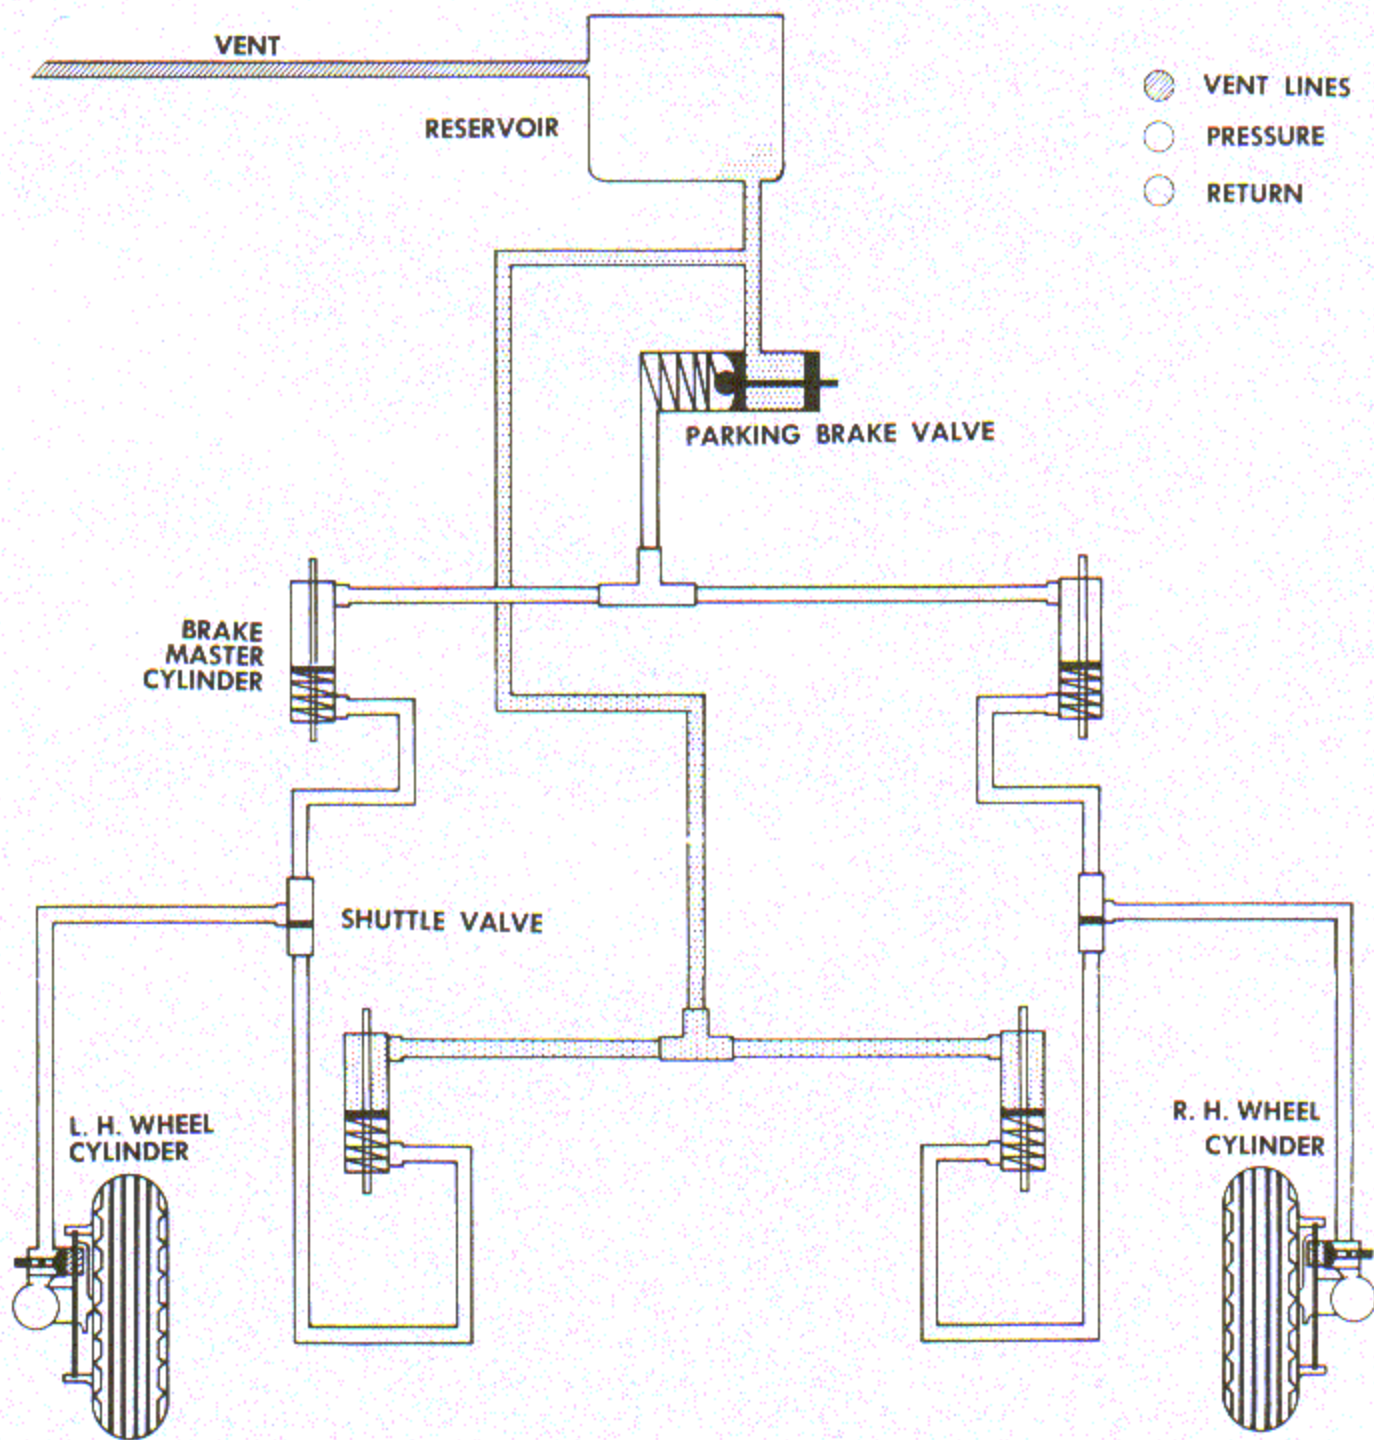 VENT
RESERVOIR
VENT LINES
PRESSURE
RETURN
PARKING BRAKE VALVE
BRAKE
MASTER
CYLINDER
SHUTTLE VALVE
L. H. WHEEL
CYLINDER
R. H. WHEEL
CYLINDER